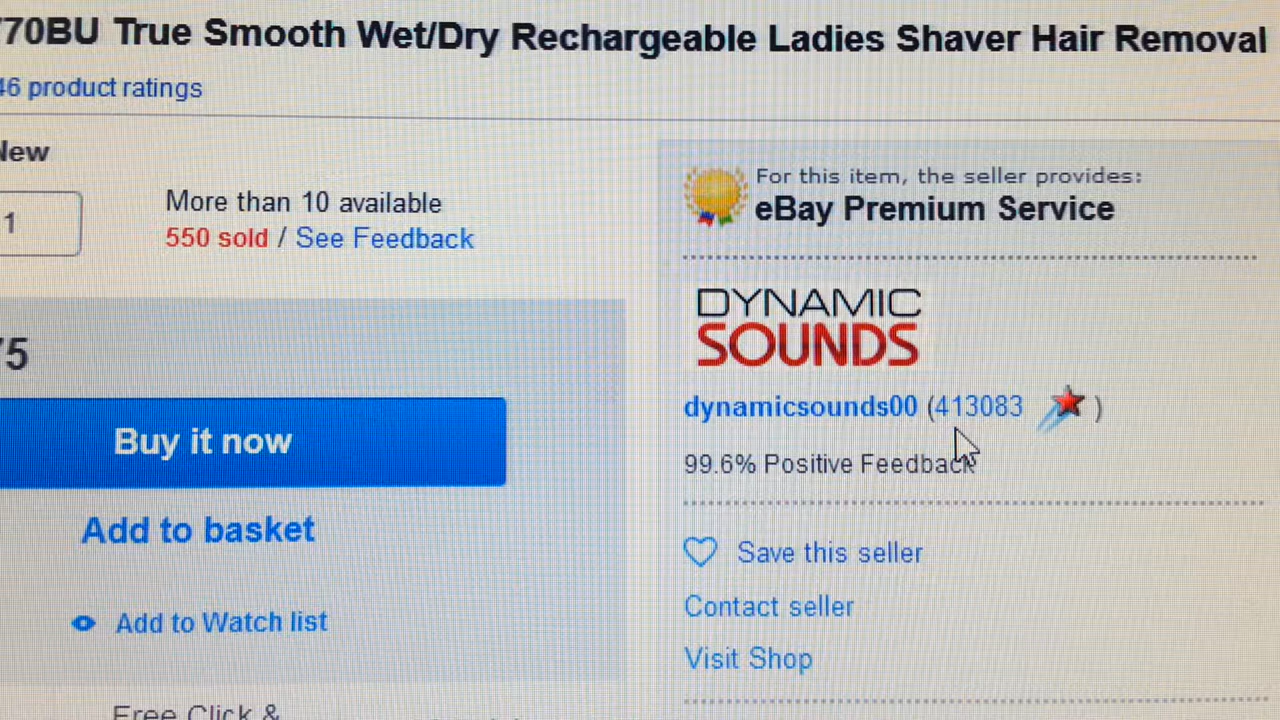 70BU True Smooth Wet/Dry Rechargeable Ladies Shaver Hair Removal
46 product ratings
New
1
More than 10 available
550 sold / See Feedback
75
Buy it now
Add to basket
Add to Watch list
Free Click &
For this item, the seller provides:
eBay Premium Service
DYNAMIC
SOUNDS
dynamicsounds00 (413083 )
99.6% Positive Feedback
Save this seller
Contact seller
Visit Shop